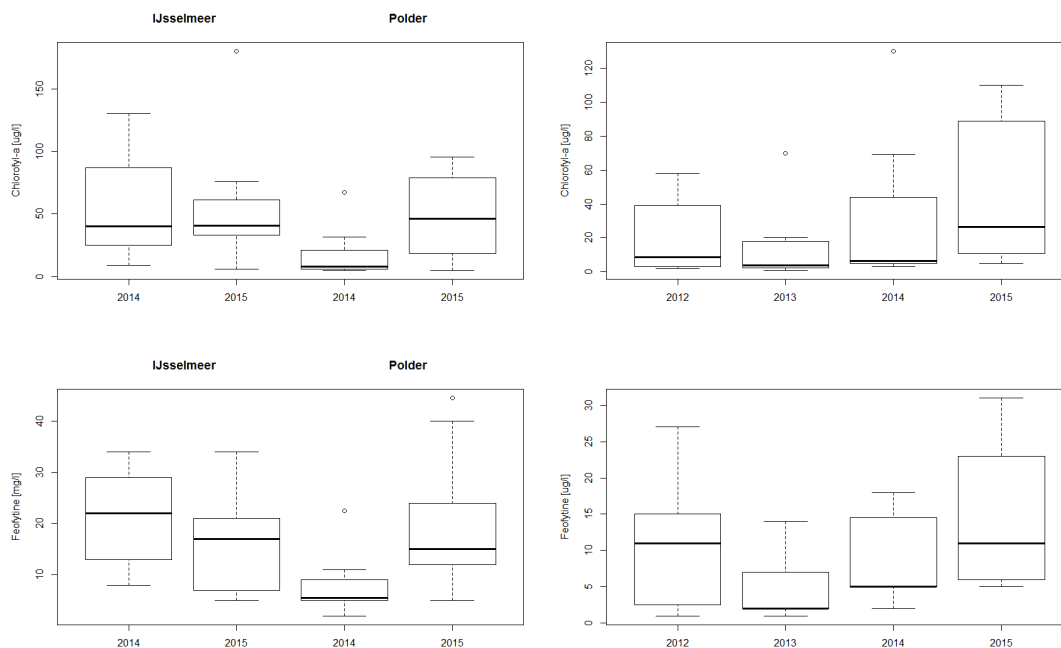 IJsselmeer Polder
Chlorofyl-a [ug/l]
150
100
50
0
2014 2015 2014 2015
Chlorofyl-a [ug/l]
120
100
80
60
40
20
0
2012 2013 2014 2015
IJsselmeer Polder
Feofytine [mg/l]
40
30
20
10
2014 2015 2014 2015
Feofytine [ug/l]
30
25
20
15
10
5
0
2012 2013 2014 2015